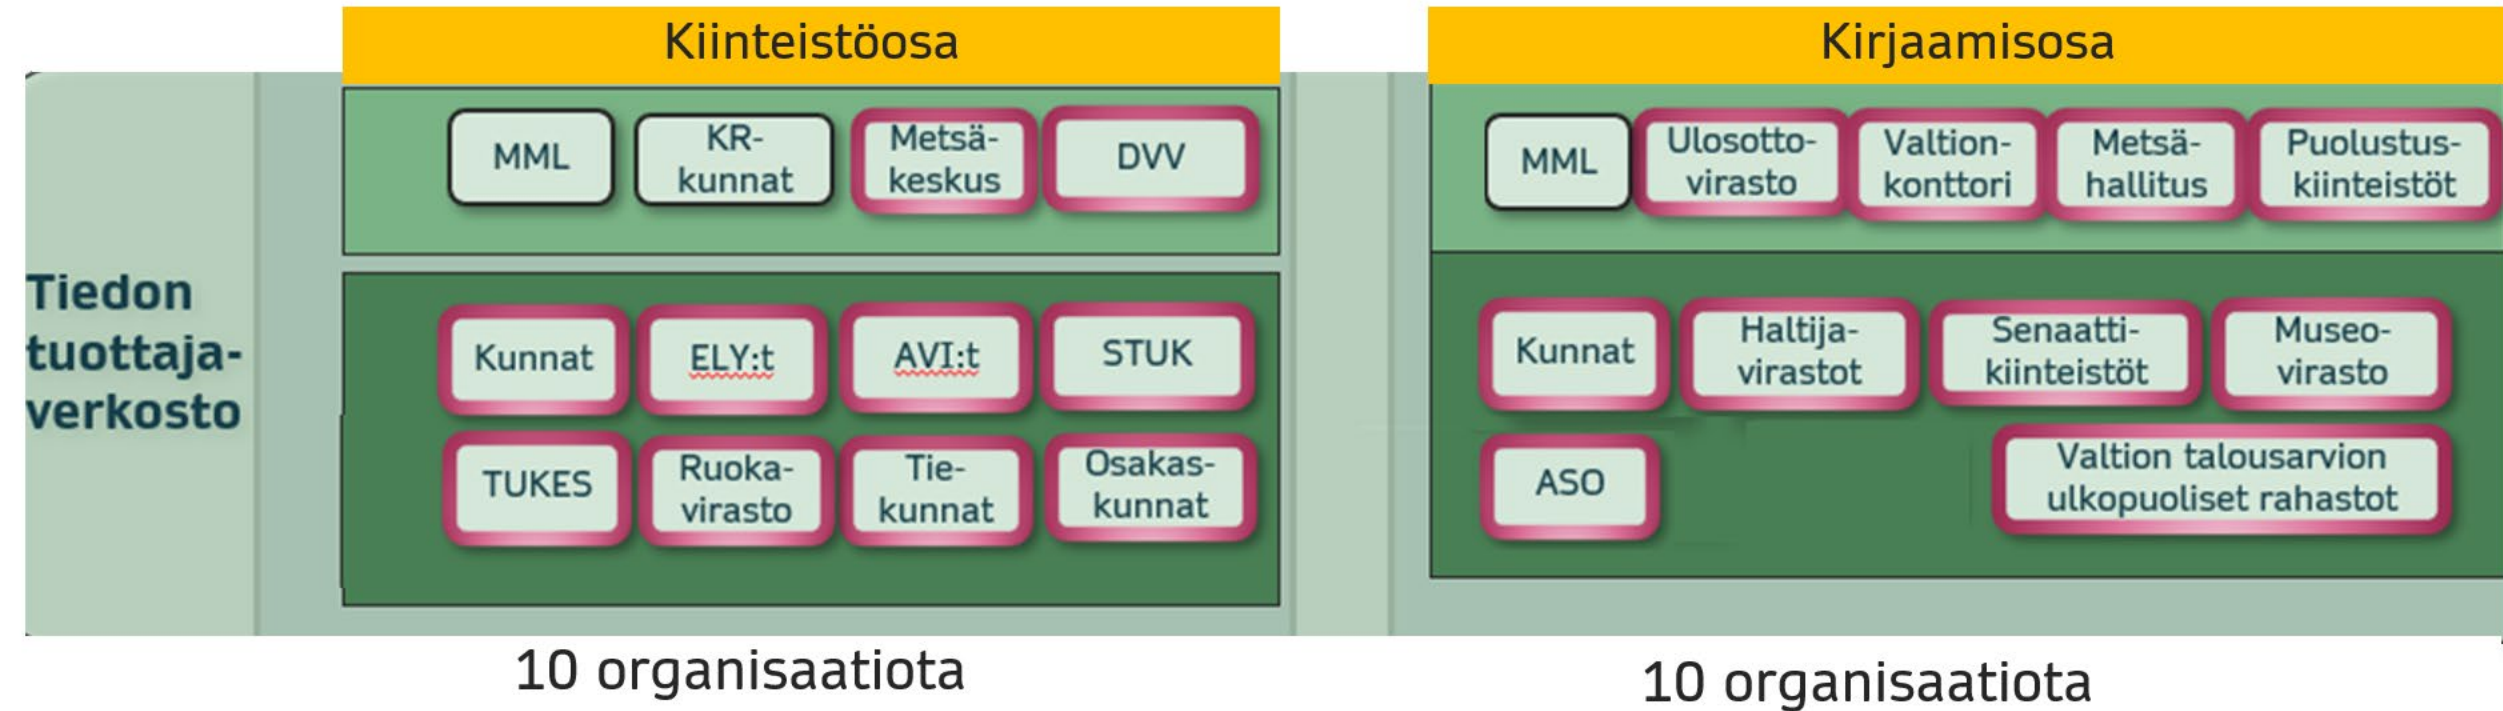 Kiinteistöosa
Kirjaamisosa
Tiedon
tuottaja-
verkosto
MML
KR-
kunnat
Metsä-
keskus
DVV
Kunnat
ELY:t
AVI:t
STUK
TUKES
Ruoka-
virasto
Tie-
kunnat
Osakas-
kunnat
10 organisaatiota
MML
Ulosotto-
virasto
Valtion-
konttori
Metsä-
hallitus
Puolustus-
kiinteistöt
Kunnat
Haltija-
virastot
Senaatti-
kiinteistöt
Museo-
virasto
ASO
Valtion talousarvion
ulkopuoliset rahastot
10 organisaatiota